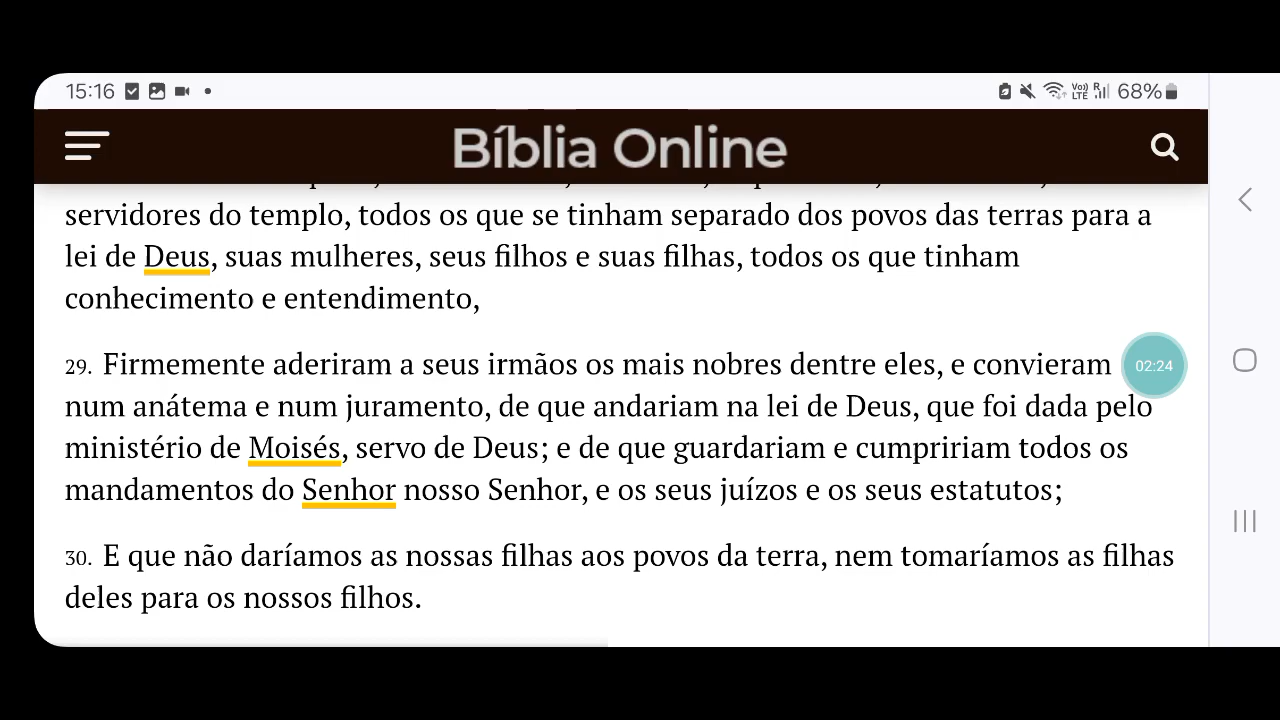 15:16
Vo)) LTE R 68%
Bíblia Online
servidores do templo, todos os que se tinham separado dos povos das terras para a
lei de Deus, suas mulheres, seus filhos e suas filhas, todos os que tinham
conhecimento e entendimento,
29. Firmemente aderiram a seus irmãos os mais nobres dentre eles, e convieram
02:24
num anátema e num juramento, de que andariam na lei de Deus, que foi dada pelo
ministério de Moisés, servo de Deus; e de que guardariam e cumpririam todos os
mandamentos do Senhor nosso Senhor, e os seus juízos e os seus estatutos;
30. E que não daríamos as nossas filhas aos povos da terra, nem tomaríamos as filhas
deles para os nossos filhos.